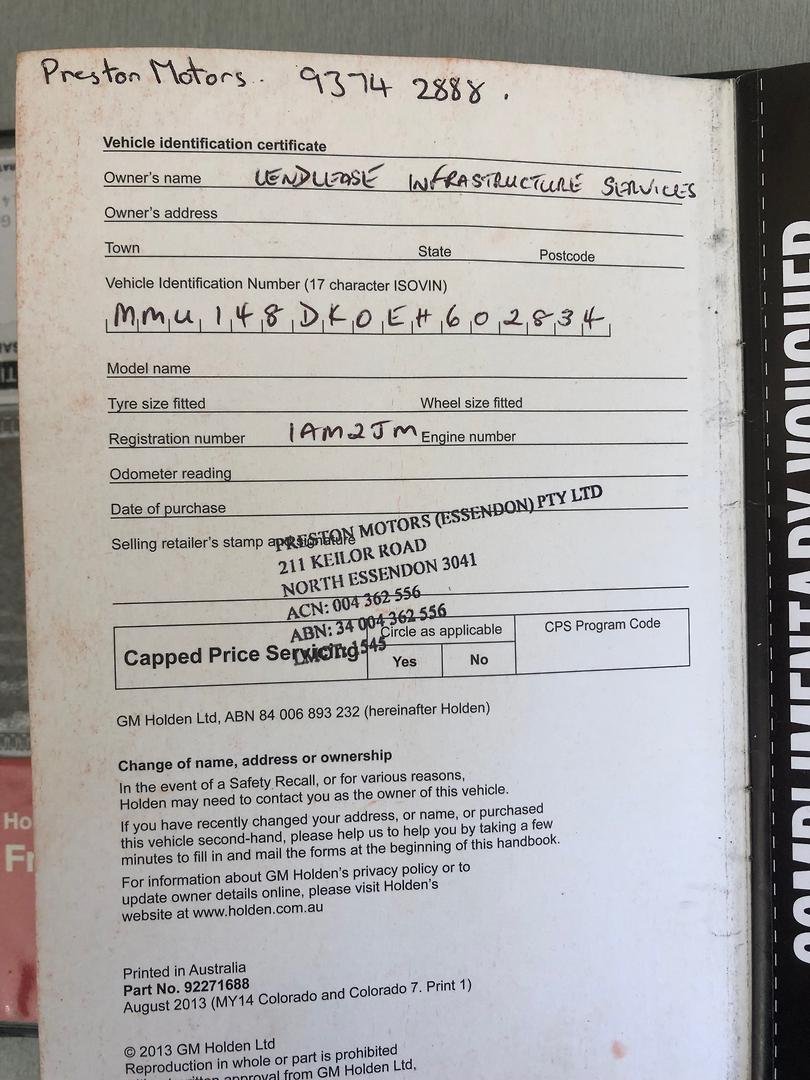 Preston Motors. 9374 2888.
Vehicle identification certificate
Owner's name LENDLEASE INFRASTRUCTURE SERVICES
Owner's address
Town State Postcode
Vehicle Identification Number (17 character ISOVIN)
MMU148DK0EH602834
Model name
Tyre size fitted Wheel size fitted
Registration number 1AM2JM Engine number
Odometer reading
Date of purchase
Selling retailer's stamp and signature
PRESTON MOTORS (ESSENDON) PTY LTD
211 KEILOR ROAD
NORTH ESSENDON 3041
ACN: 004 362 556
ABN: 34 004 362 556
1545
Capped Price Servicing Circle as applicable CPS Program Code
Yes No
GM Holden Ltd, ABN 84 006 893 232 (hereinafter Holden)
Change of name, address or ownership
In the event of a Safety Recall, or for various reasons,
Holden may need to contact you as the owner of this vehicle.
If you have recently changed your address, or name, or purchased
this vehicle second-hand, please help us to help you by taking a few
minutes to fill in and mail the forms at the beginning of this handbook.
For information about GM Holden's privacy policy or to
update owner details online, please visit Holden's
website at www.holden.com.au
Printed in Australia
Part No. 92271688
August 2013 (MY14 Colorado and Colorado 7. Print 1)
© 2013 GM Holden Ltd
Reproduction in whole or part is prohibited
approval from GM Holden Ltd,
COMPLIMENTARY VOUCHER
Ho
Fr